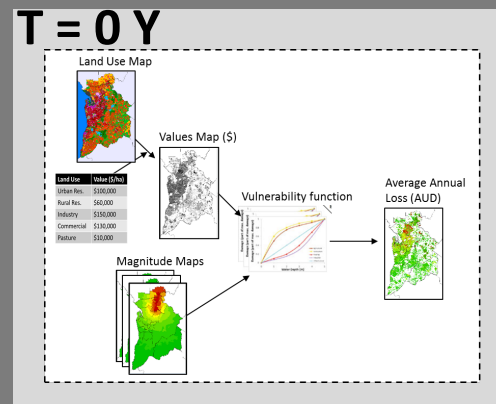 T = 0 Y
Land Use Map
Values Map ($)
Land Use Value ($/ha)
Urban Res. $100,000
Rural Res. $60,000
Industry $150,000
Commercial $130,000
Pasture $10,000
Vulnerability function
Average Annual
Loss (AUD)
Magnitude Maps